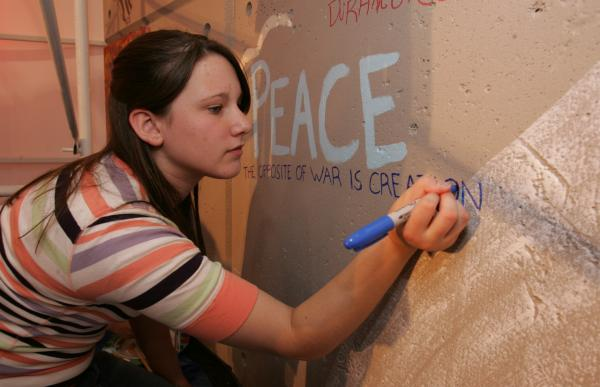 PEACE
THE OPPOSITE OF WAR IS CREATION